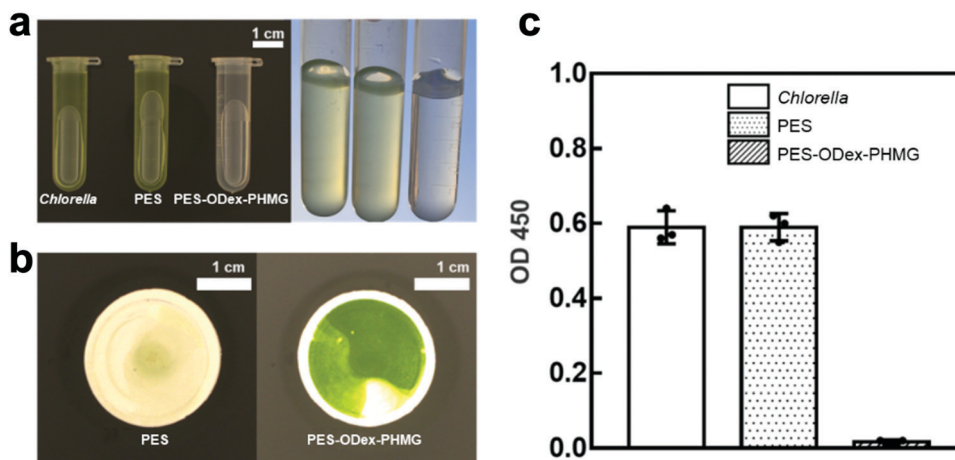 a
1 cm
Chlorella PES PES-ODex-PHMG
b
1 cm
1 cm
PES
PES-ODex-PHMG
c
OD 450
1.0
0.8
0.6
0.4
0.2
0.0
Chlorella
PES
PES-ODex-PHMG